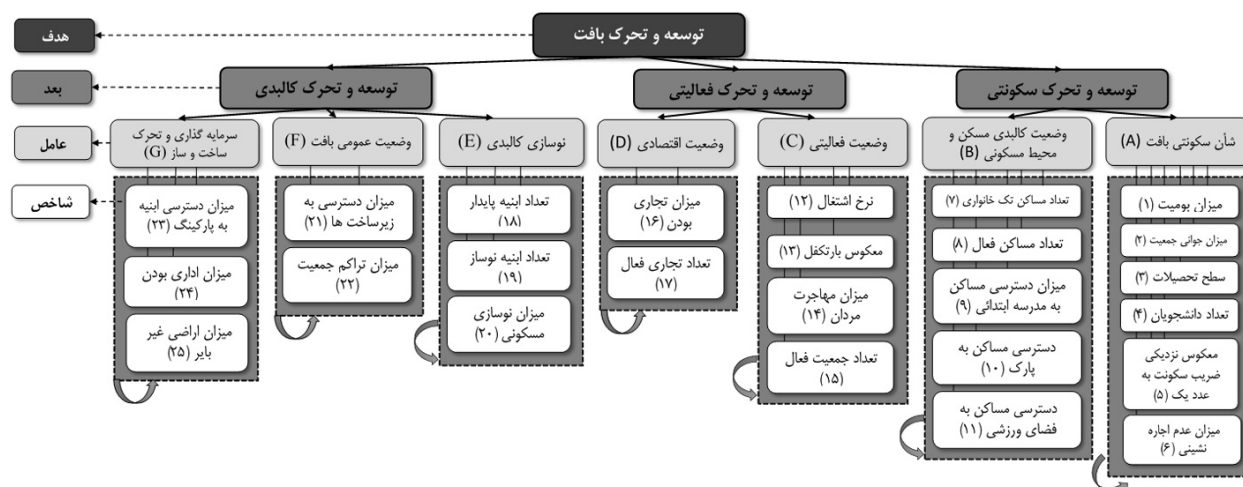 توسعه و تحرک بافت
هدف
توسعه و تحرک سکونتی
توسعه و تحرک فعالیتی
توسعه و تحرک کالبدی
بعد
شأن سکونتی بافت (A)
وضعیت کالبدی مسکن و
محیط مسکونی (B)
وضعیت فعالیتی (C)
وضعیت اقتصادی (D)
نوسازی کالبدی (E)
وضعیت عمومی بافت (F)
سرمایه گذاری و تحرک
ساخت و ساز (G)
عامل
شاخص
میزان بومیت (۱)
میزان جوانی جمعیت (۲)
سطح تحصیلات (۳)
تعداد دانشجویان (۴)
معکوس نزدیکی
ضریب سکونت به
عدد یک (۵)
میزان عدم اجاره
نشینی (۶)
تعداد مساکن تک خانواری (۷)
تعداد مساکن فعال (۸)
میزان دسترسی مساکن
به مدرسه ابتدائی (۹)
دسترسی مساکن به
پارک (۱۰)
دسترسی مساکن به
فضای ورزشی (۱۱)
نرخ اشتغال (۱۲)
معکوس بارتکفل (۱۳)
میزان مهاجرت
مردان (۱۴)
تعداد جمعیت فعال
(۱۵)
میزان تجاری
بودن (۱۶)
تعداد تجاری فعال
(۱۷)
تعداد ابنیه پایدار
(۱۸)
تعداد ابنیه نوساز
(۱۹)
میزان نوسازی
مسکونی (۲۰)
میزان دسترسی به
زیرساخت ها (۲۱)
میزان تراکم جمعیت
(۲۲)
میزان دسترسی ابنیه
به پارکینگ (۲۳)
میزان اداری بودن
(۲۴)
میزان اراضی غیر
بایر (۲۵)